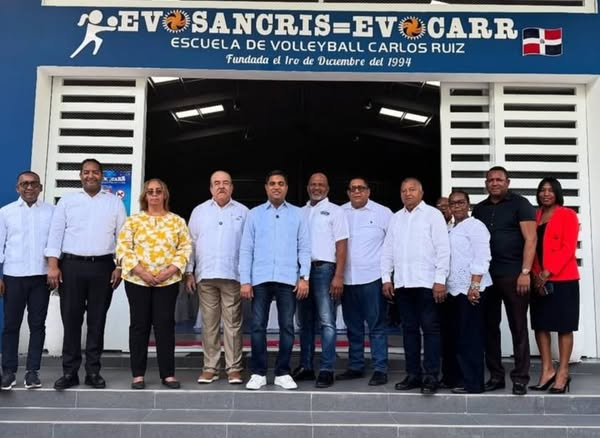 EVOSANCRIS=EVOCARR
ESCUELA DE VOLLEYBALL CARLOS RUIZ
Fundada el 1ro de Diciembre del 1994